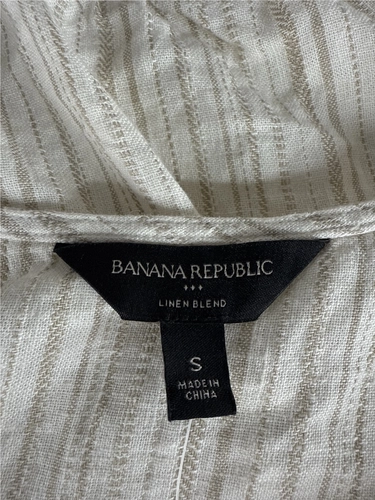 BANANA REPUBLIC
LINEN BLEND
S
MADE IN
CHINA